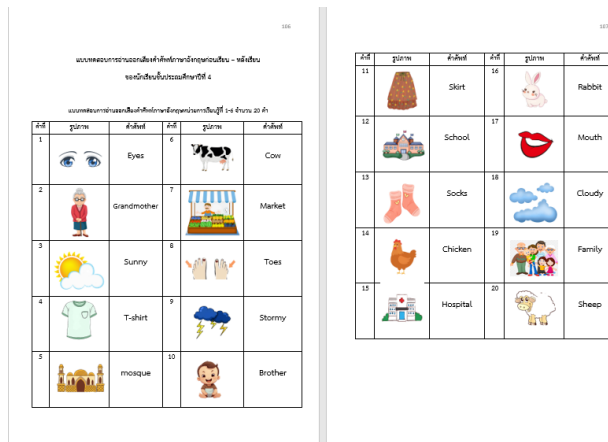 166
แบบทดสอบการอ่านออกเสียงคำศัพท์ภาษาอังกฤษก่อนเรียน – หลังเรียน
ของนักเรียนชั้นประถมศึกษาปีที่ 4
แบบทดสอบการอ่านออกเสียงคำศัพท์ภาษาอังกฤษหน่วยการเรียนรู้ที่ 1-6 จำนวน 20 คำ
คำที่ รูปภาพ คำศัพท์ คำที่ รูปภาพ คำศัพท์
1 Eyes 6 Cow
2 Grandmother 7 Market
3 Sunny 8 Toes
4 T-shirt 9 Stormy
5 mosque 10 Brother
167
คำที่ รูปภาพ คำศัพท์ คำที่ รูปภาพ คำศัพท์
11 Skirt 16 Rabbit
12 School 17 Mouth
13 Socks 18 Cloudy
14 Chicken 19 Family
15 Hospital 20 Sheep